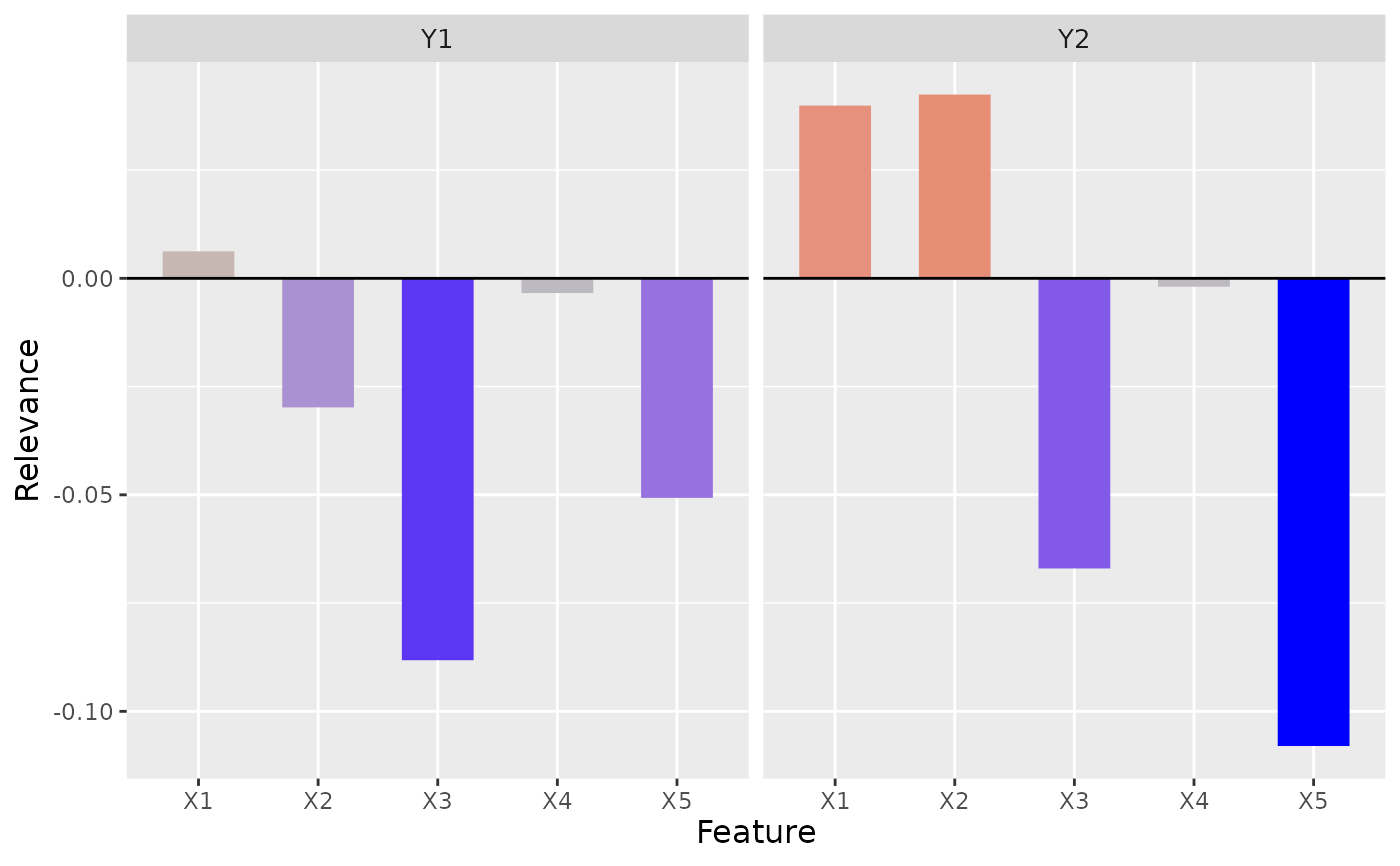 Y1 Y2
Relevance
0.00
-0.05
-0.10
X1 X2 X3 X4 X5 X1 X2 X3 X4 X5
Feature